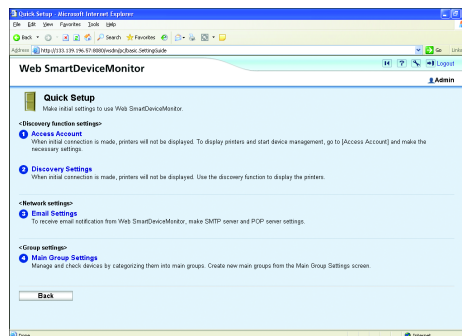 Quick Setup - Microsoft Internet Explorer
File Edit View Favorites Tools Help
Back Search Favorites
Address http://133.139.196.57:8080/wsdm/pc/basic.SettingGuide Go Links
Web SmartDeviceMonitor ? Logout
Admin
Quick Setup
Make initial settings to use Web SmartDeviceMonitor.
<Discovery function settings>
1 Access Account
When initial connection is made, printers will not be displayed. To display printers and start device management, go to [Access Account] and make the
necessary settings.
2 Discovery Settings
When initial connection is made, printers will not be displayed. Use the discovery function to display the printers.
<Network settings>
3 Email Settings
To receive email notification from Web SmartDeviceMonitor, make SMTP server and POP server settings.
<Group settings>
4 Main Group Settings
Manage and check devices by categorizing them into main groups. Create new main groups from the Main Group Settings screen.
Back
Done Internet